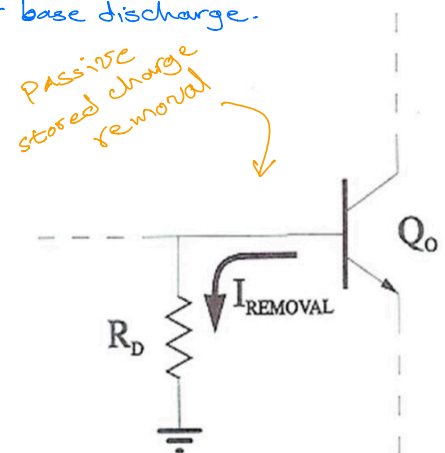 base discharge.
passive
stored charge
removal
Qo
IREMOVAL
RD